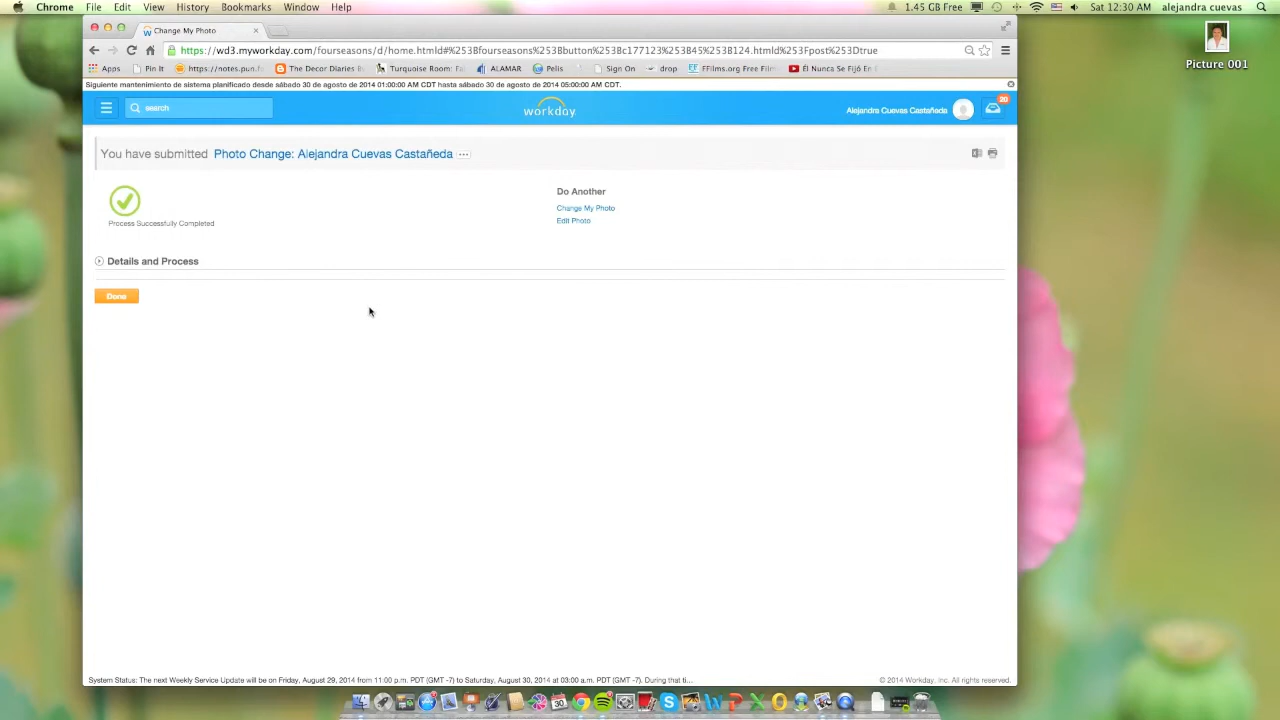 Chrome File Edit View History Bookmarks Window Help 1.45 GB Free Sat 12:30 AM alejandra cuevas
Change My Photo
https://wd3.myworkday.com/fourseasons/d/home.htmld#%253Bfourseasons%253Bbutton%253Bc177123%253B45%253B124.htmld%253Fpost%253Dtrue
Apps Pin It https://notes.pun.fa The Decor Diaries Bu Turquoise Room: Fa ALAMAR Pelis Sign On drop FFilms.org Free Film Él Nunca Se Fijó En
Siguiente mantenimiento de sistema planificado desde sábado 30 de agosto de 2014 01:00:00 AM CDT hasta sábado 30 de agosto de 2014 05:00:00 AM CDT.
search workday. Alejandra Cuevas Castañeda 20
You have submitted Photo Change: Alejandra Cuevas Castañeda
Process Successfully Completed
Do Another
Change My Photo
Edit Photo
Details and Process
Done
System Status: The next Weekly Service Update will be on Friday, August 29, 2014 from 11:00 p.m. PDT (GMT -7) to Saturday, August 30, 2014 at 03:00 a.m. PDT (GMT -7). During that ti... © 2014 Workday, Inc. All rights reserved.
Picture 001
30